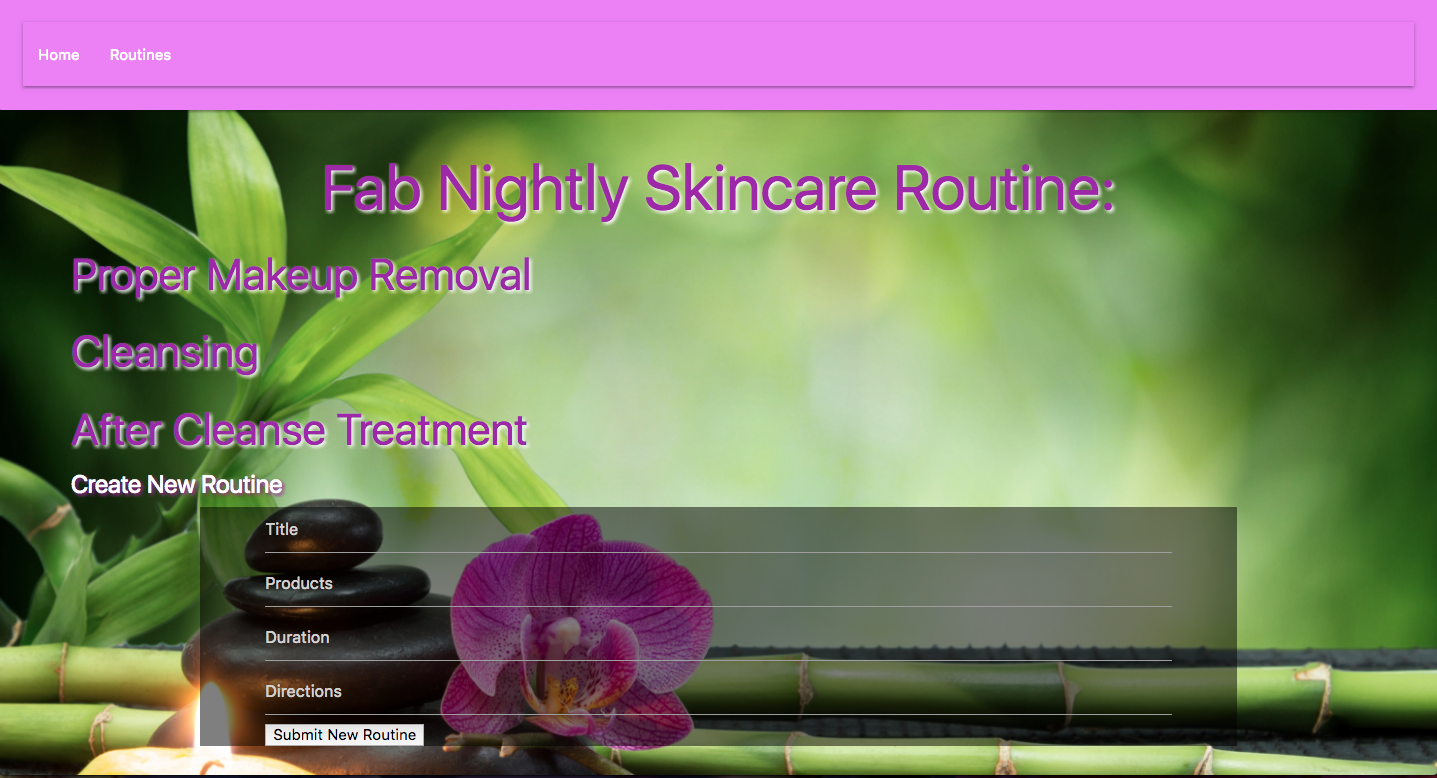 Home Routines
Fab Nightly Skincare Routine:
Proper Makeup Removal
Cleansing
After Cleanse Treatment
Create New Routine
Title
Products
Duration
Directions
Submit New Routine